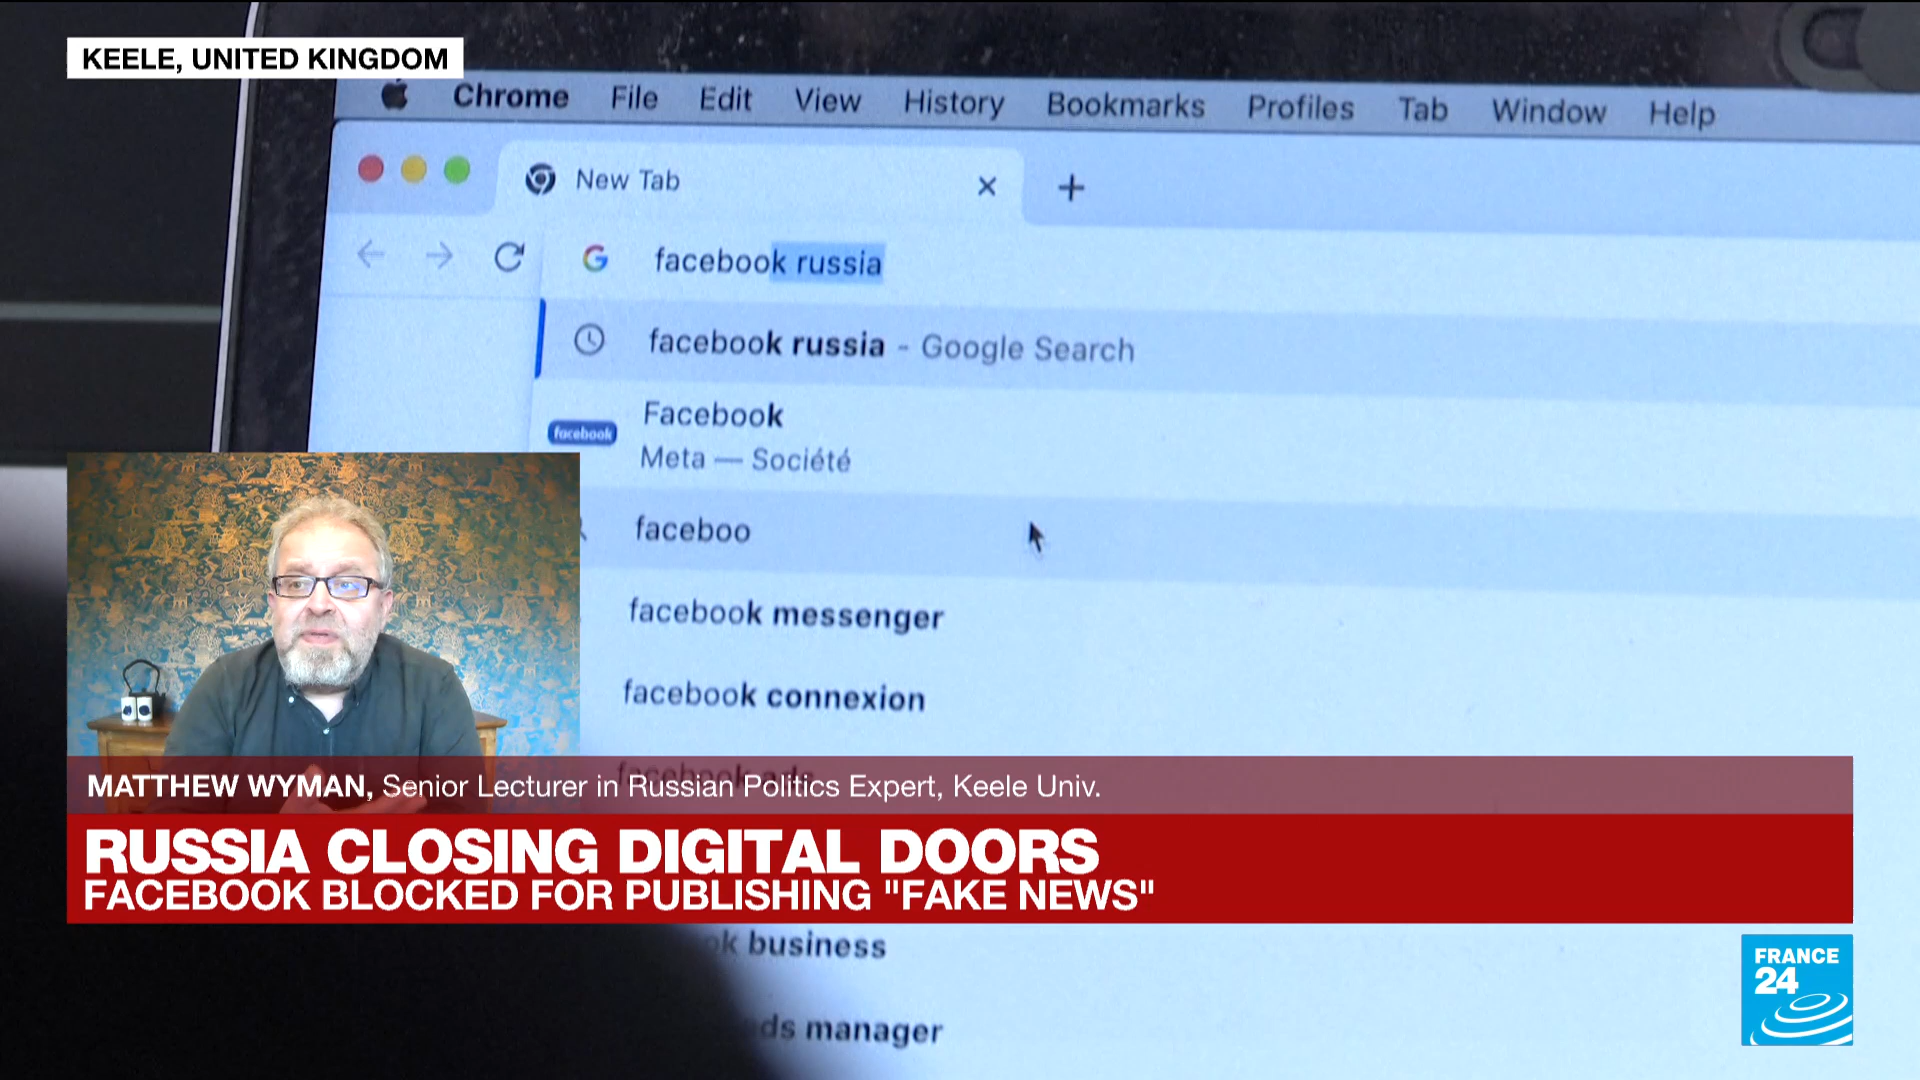 KEELE, UNITED KINGDOM
Chrome File Edit View History Bookmarks Profiles Tab Window Help
New Tab
facebook russia
facebook russia - Google Search
facebook
Facebook
Meta — Société
faceboo
facebook messenger
facebook connexion
MATTHEW WYMAN, Senior Lecturer in Russian Politics Expert, Keele Univ.
RUSSIA CLOSING DIGITAL DOORS
FACEBOOK BLOCKED FOR PUBLISHING "FAKE NEWS"
business
manager
FRANCE
24